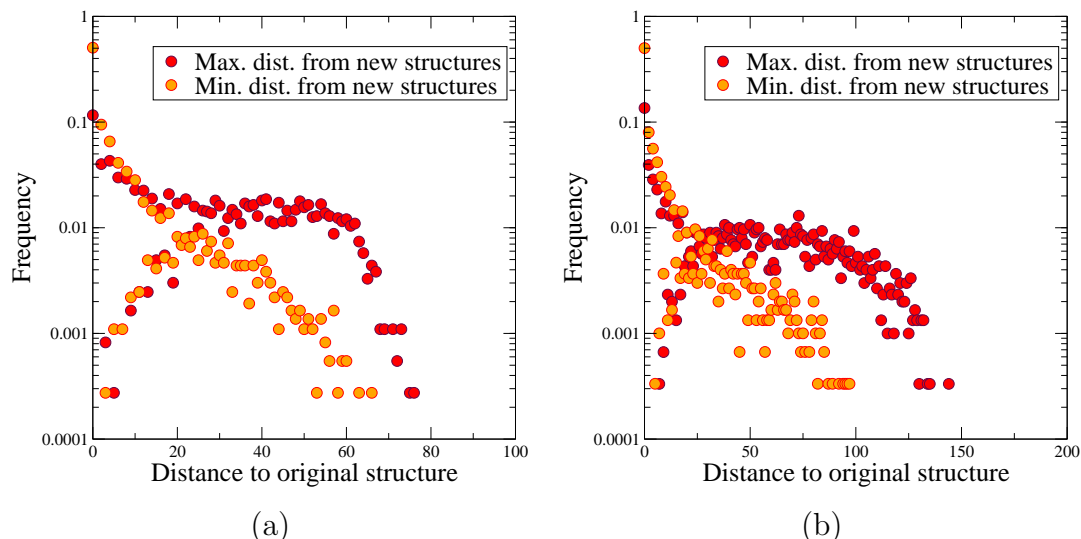 1
0.1
0.01
0.001
0.0001
Frequency
Max. dist. from new structures
Min. dist. from new structures
0 20 40 60 80 100
Distance to original structure
(a)
1
0.1
0.01
0.001
0.0001
Frequency
Max. dist. from new structures
Min. dist. from new structures
0 50 100 150 200
Distance to original structure
(b)